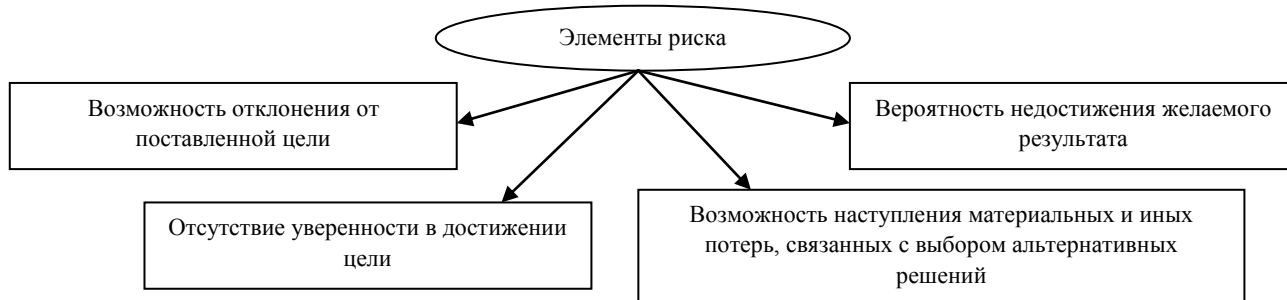 Элементы риска
Возможность отклонения от
поставленной цели
Вероятность недостижения желаемого
результата
Отсутствие уверенности в достижении
цели
Возможность наступления материальных и иных
потерь, связанных с выбором альтернативных
решений